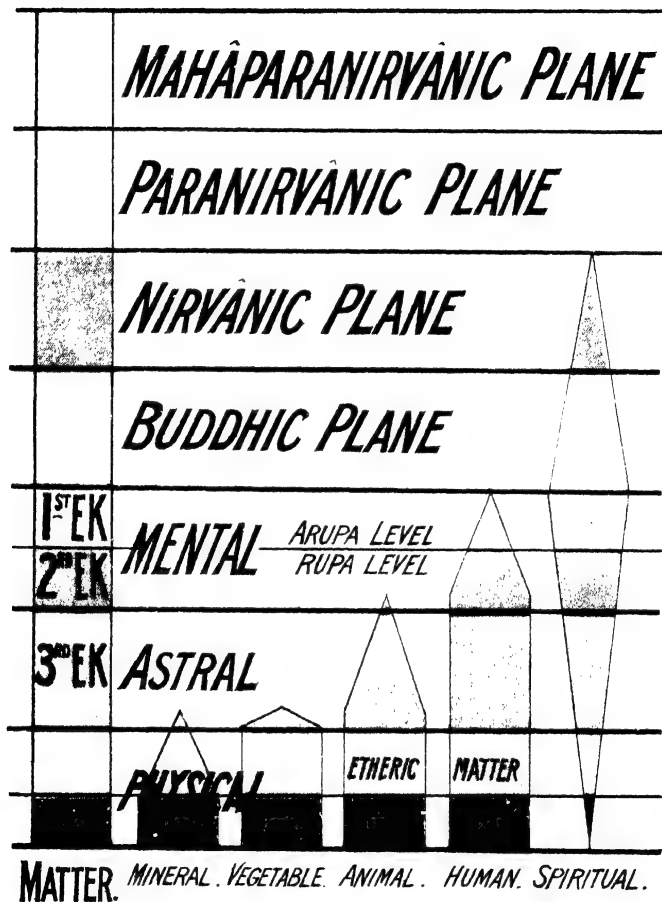 MAHÂPARANIRVÂNIC PLANE
PARANIRVÂNIC PLANE
NIRVÂNIC PLANE
BUDDHIC PLANE
1ST EK
MENTAL
ARUPA LEVEL
RUPA LEVEL
2ND EK
3RD EK
ASTRAL
PHYSICAL
ETHERIC MATTER
MATTER. MINERAL. VEGETABLE. ANIMAL. HUMAN. SPIRITUAL.